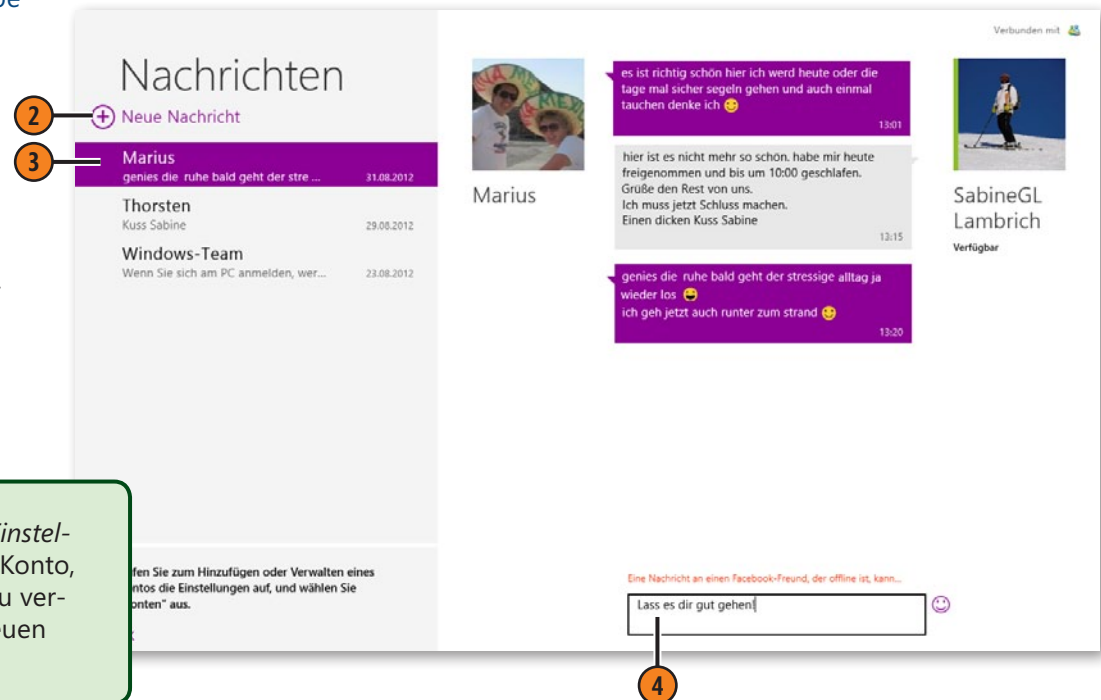 Verbunden mit
Nachrichten
2
Neue Nachricht
3
Marius
genies die ruhe bald geht der stre ...
31.08.2012
Thorsten
Kuss Sabine
29.08.2012
Windows-Team
Wenn Sie sich am PC anmelden, wer...
23.08.2012
Marius
es ist richtig schön hier ich werd heute oder die
tage mal sicher segeln gehen und auch einmal
tauchen denke ich
13:01
hier ist es nicht mehr so schön. habe mir heute
freigenommen und bis um 10:00 geschlafen.
Grüße den Rest von uns.
Ich muss jetzt Schluss machen.
Einen dicken Kuss Sabine
13:15
genies die ruhe bald geht der stressige alltag ja
wieder los
ich geh jetzt auch runter zum strand
13:20
SabineGL
Lambrich
Verfügbar
instel-
Konto,
u ver-
euen
fen Sie zum Hinzufügen oder Verwalten eines
ntos die Einstellungen auf, und wählen Sie
onten" aus.
Eine Nachricht an einen Facebook-Freund, der offline ist, kann...
Lass es dir gut gehen!
4